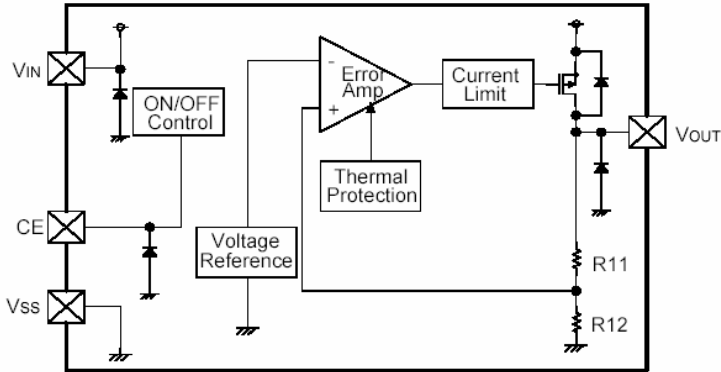 VIN
ON/OFF
Control
CE
VSS
-
+
Error
Amp
Thermal
Protection
Voltage
Reference
Current
Limit
VOUT
R11
R12